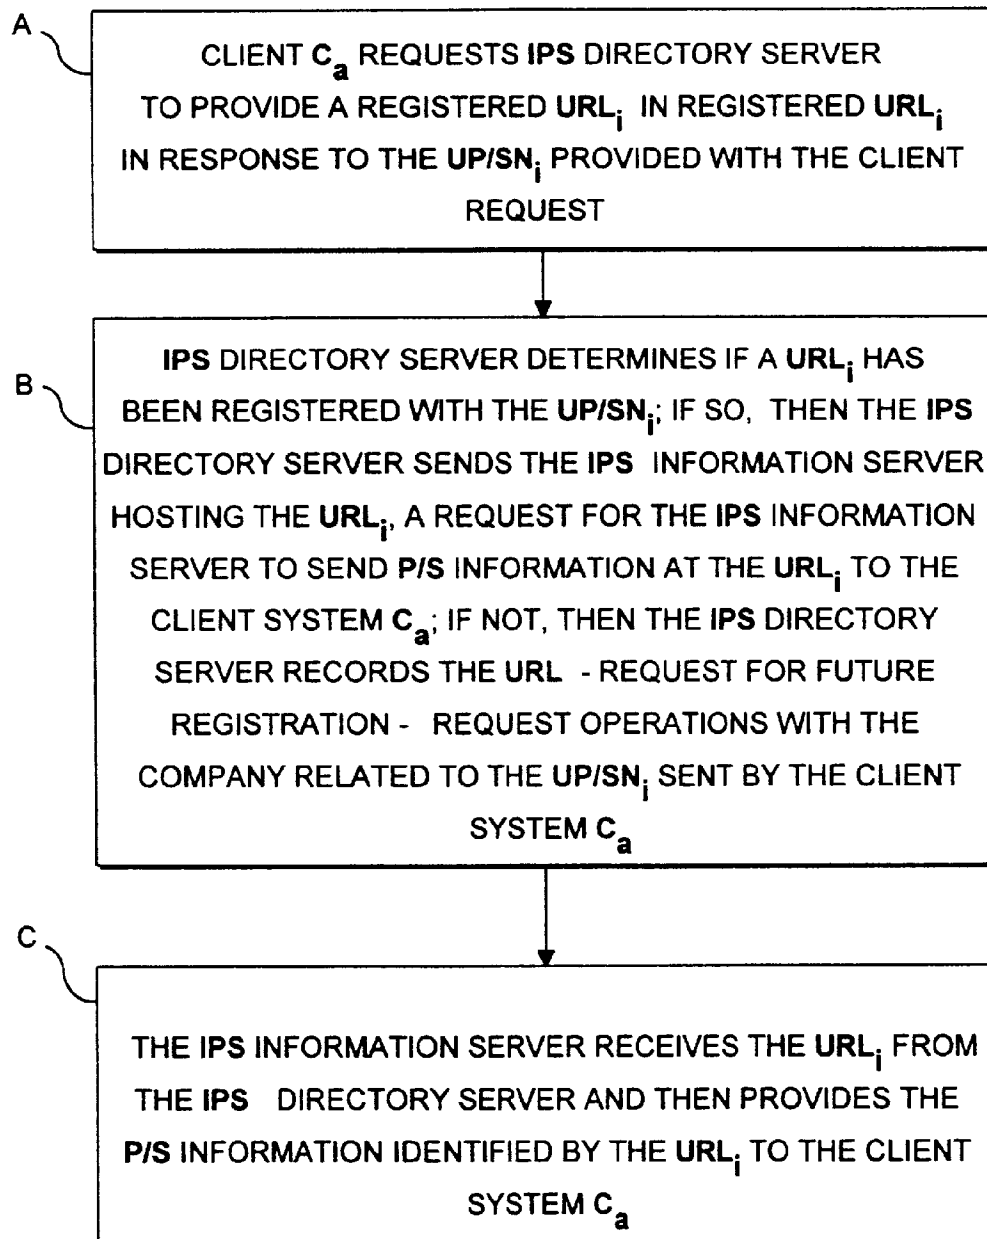 A
CLIENT Ca REQUESTS IPS DIRECTORY SERVER
TO PROVIDE A REGISTERED URLi IN REGISTERED URLi
IN RESPONSE TO THE UP/SNi PROVIDED WITH THE CLIENT
REQUEST
B
IPS DIRECTORY SERVER DETERMINES IF A URLi HAS
BEEN REGISTERED WITH THE UP/SNi; IF SO, THEN THE IPS
DIRECTORY SERVER SENDS THE IPS INFORMATION SERVER
HOSTING THE URLi, A REQUEST FOR THE IPS INFORMATION
SERVER TO SEND P/S INFORMATION AT THE URLi TO THE
CLIENT SYSTEM Ca; IF NOT, THEN THE IPS DIRECTORY
SERVER RECORDS THE URL - REQUEST FOR FUTURE
REGISTRATION - REQUEST OPERATIONS WITH THE
COMPANY RELATED TO THE UP/SNi SENT BY THE CLIENT
SYSTEM Ca
C
THE IPS INFORMATION SERVER RECEIVES THE URLi FROM
THE IPS DIRECTORY SERVER AND THEN PROVIDES THE
P/S INFORMATION IDENTIFIED BY THE URLi TO THE CLIENT
SYSTEM Ca